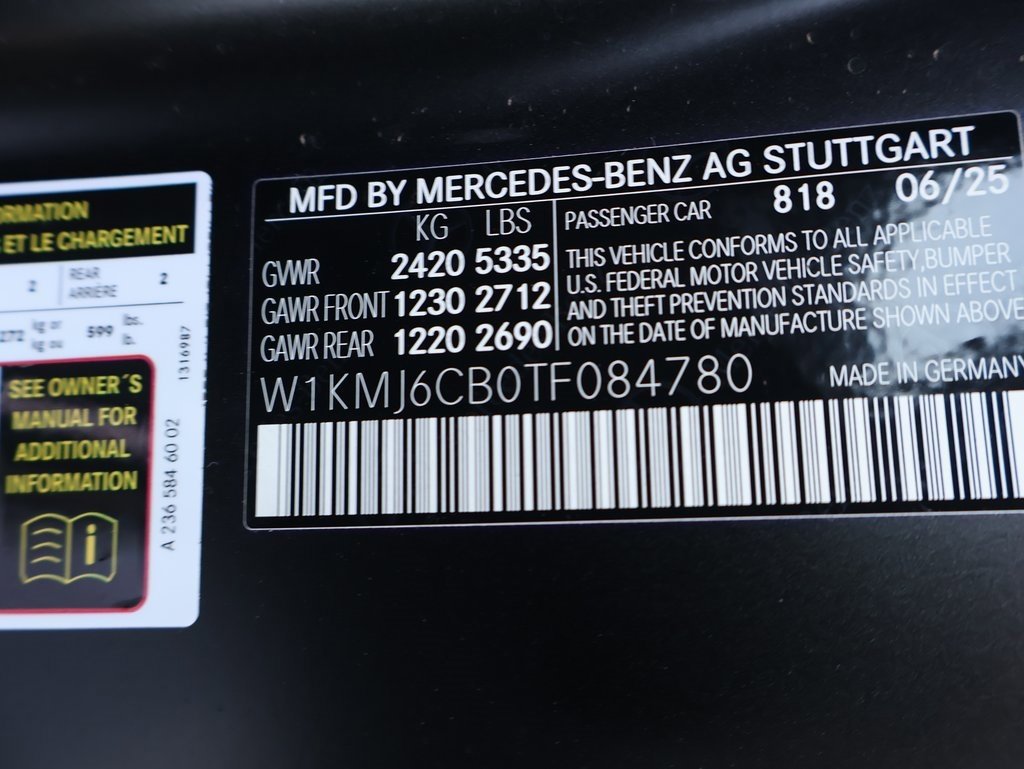 ORMATION
ET LE CHARGEMENT
2 REAR ARRIÈRE 2
272 kg or kg ou 599 lbs. lb.
SEE OWNER´S
MANUAL FOR
ADDITIONAL
INFORMATION
i
1316987
A 236 584 60 02
MFD BY MERCEDES-BENZ AG STUTTGART
KG LBS
GVWR 2420 5335
GAWR FRONT 1230 2712
GAWR REAR 1220 2690
PASSENGER CAR 818 06/25
THIS VEHICLE CONFORMS TO ALL APPLICABLE
U.S. FEDERAL MOTOR VEHICLE SAFETY,BUMPER
AND THEFT PREVENTION STANDARDS IN EFFECT
ON THE DATE OF MANUFACTURE SHOWN ABOVE
W1KMJ6CB0TF084780
MADE IN GERMANY